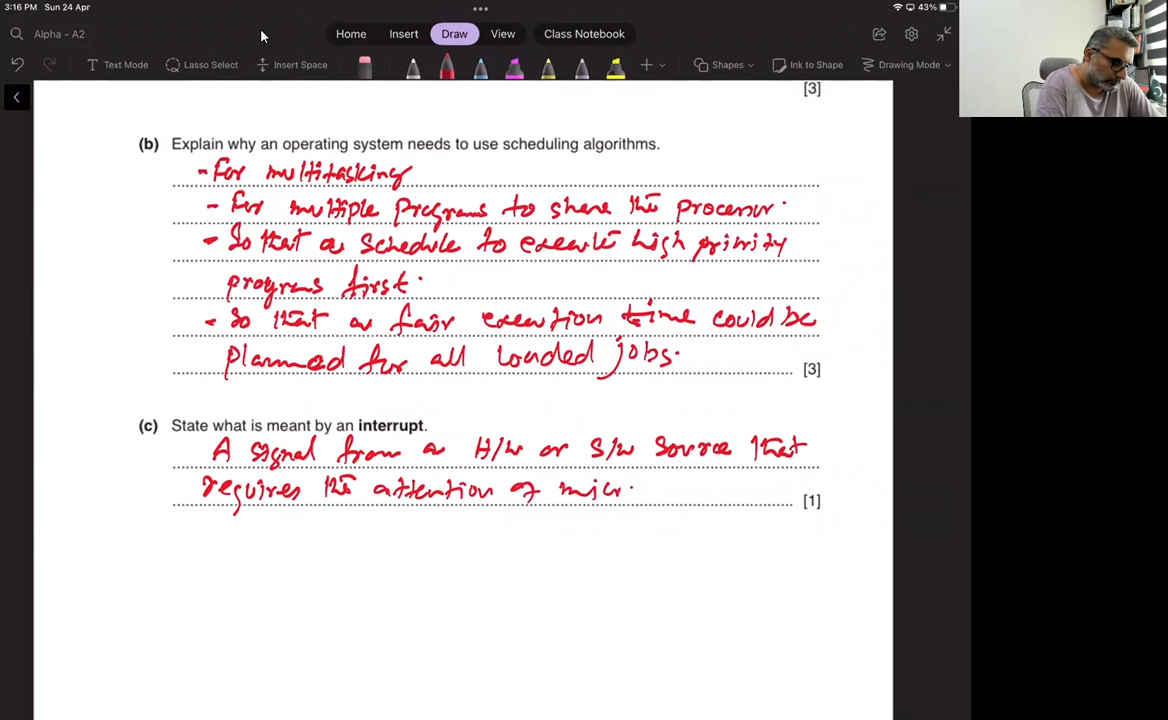 3:16 PM Sun 24 Apr
43%
Alpha - A2
Home Insert Draw View Class Notebook
Text Mode Lasso Select Insert Space Shapes Ink to Shape Drawing Mode
[3]
(b) Explain why an operating system needs to use scheduling algorithms.
- For multitasking
- For multiple programs to share the processor.
- So that a schedule to execute high priority
programs first.
- So that a fair execution time could be
planned for all loaded jobs.
[3]
(c) State what is meant by an interrupt.
A signal from a H/w or S/w source that
requires the attention of micr.
[1]